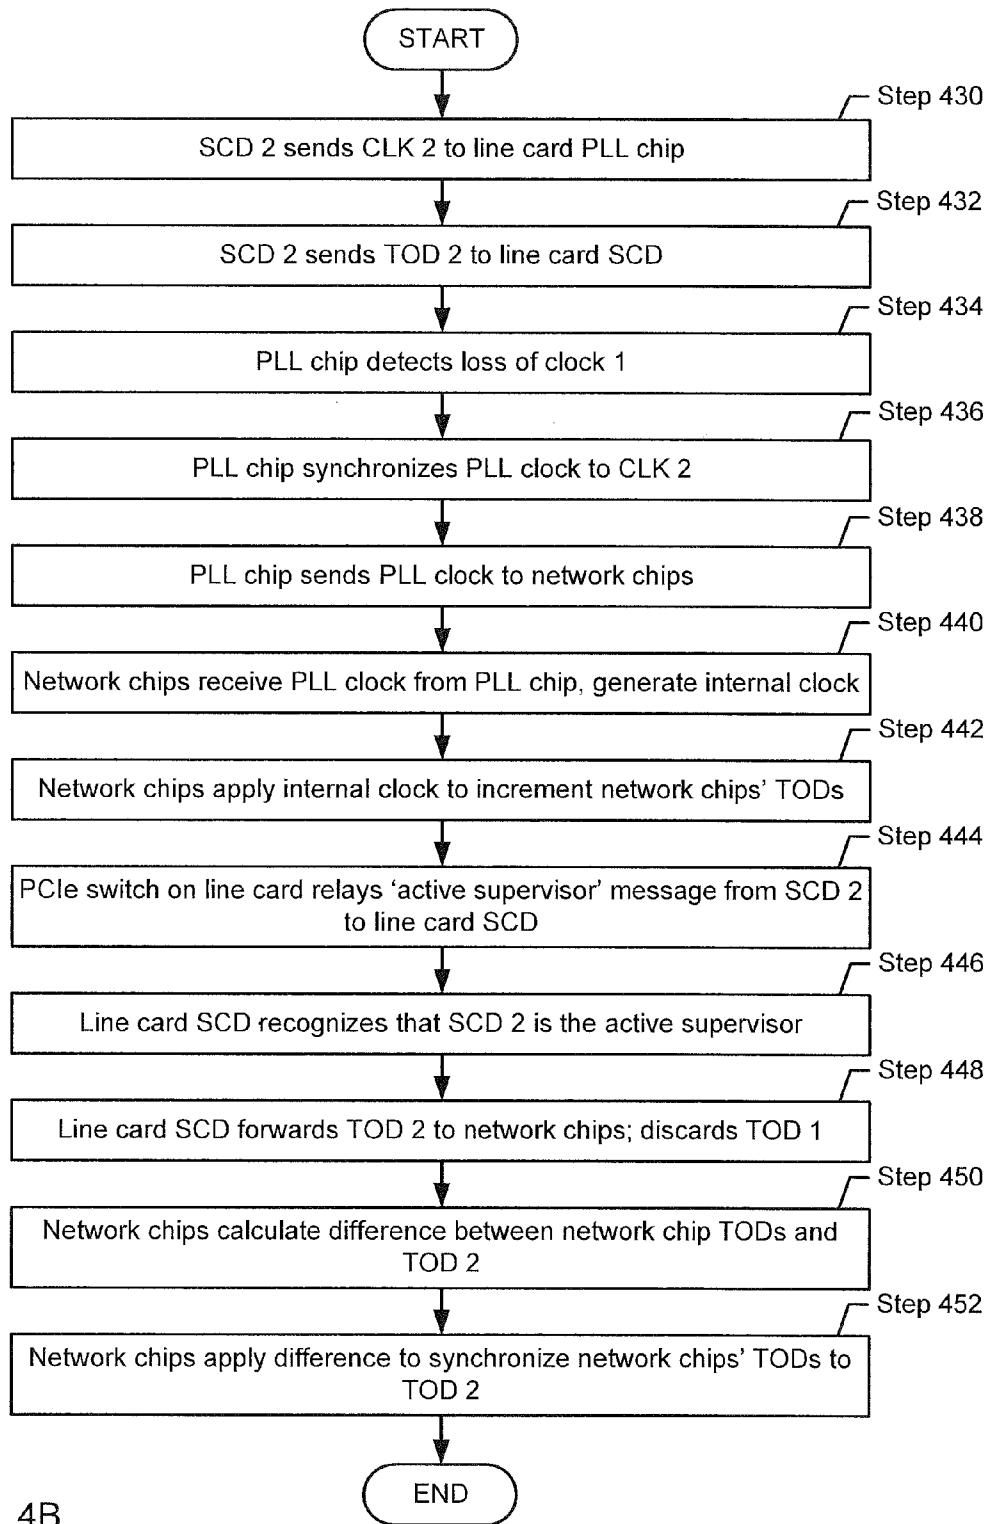 START
Step 430
SCD 2 sends CLK 2 to line card PLL chip
Step 432
SCD 2 sends TOD 2 to line card SCD
Step 434
PLL chip detects loss of clock 1
Step 436
PLL chip synchronizes PLL clock to CLK 2
Step 438
PLL chip sends PLL clock to network chips
Step 440
Network chips receive PLL clock from PLL chip, generate internal clock
Step 442
Network chips apply internal clock to increment network chips' TODs
Step 444
PCIe switch on line card relays 'active supervisor' message from SCD 2
to line card SCD
Step 446
Line card SCD recognizes that SCD 2 is the active supervisor
Step 448
Line card SCD forwards TOD 2 to network chips; discards TOD 1
Step 450
Network chips calculate difference between network chip TODs and
TOD 2
Step 452
Network chips apply difference to synchronize network chips' TODs to
TOD 2
END
4B